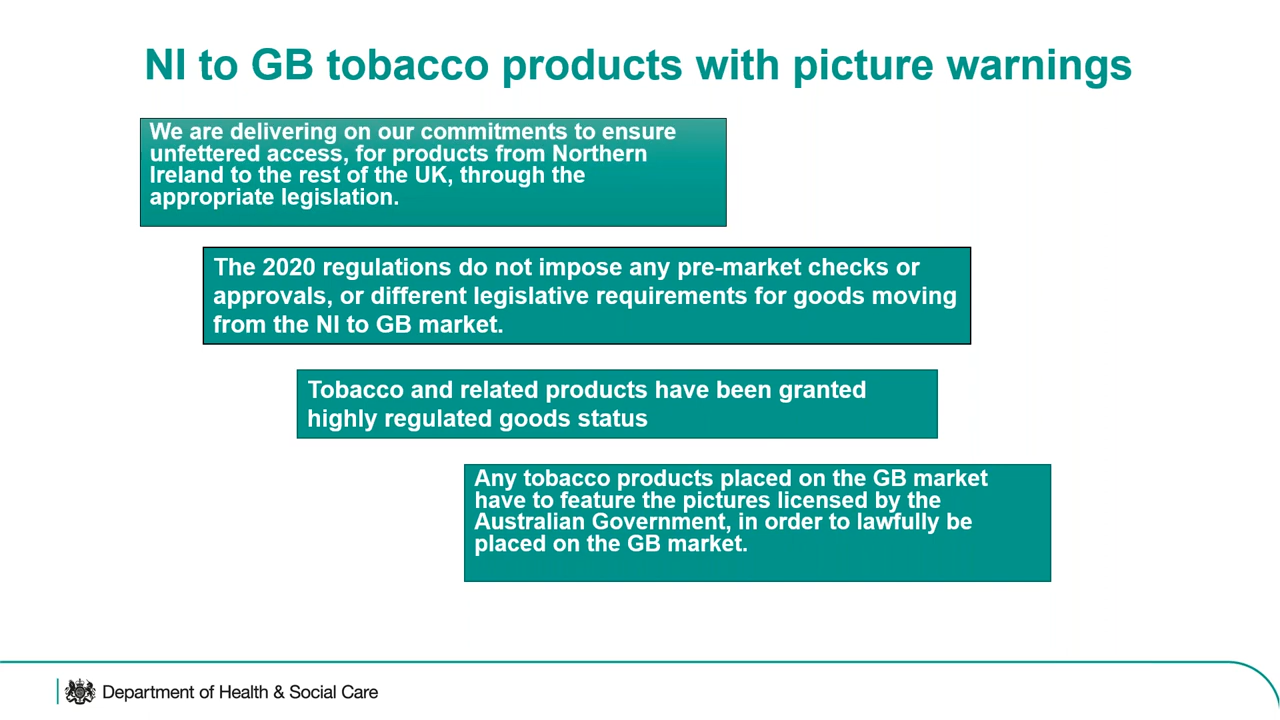 NI to GB tobacco products with picture warnings
We are delivering on our commitments to ensure
unfettered access, for products from Northern
Ireland to the rest of the UK, through the
appropriate legislation.
The 2020 regulations do not impose any pre-market checks or
approvals, or different legislative requirements for goods moving
from the NI to GB market.
Tobacco and related products have been granted
highly regulated goods status
Any tobacco products placed on the GB market
have to feature the pictures licensed by the
Australian Government, in order to lawfully be
placed on the GB market.
Department of Health & Social Care